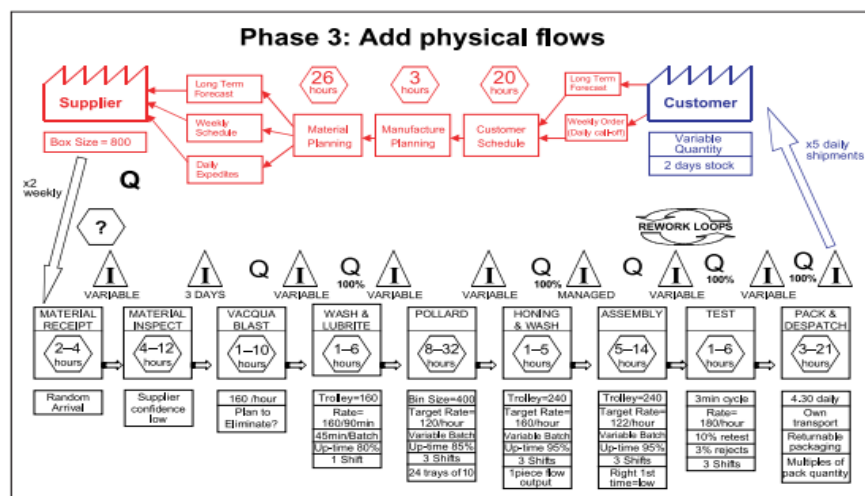 Phase 3: Add physical flows
26
hours
3
hours
20
hours
Supplier
Box Size = 800
Long Term
Forecast
Weekly
Schedule
Daily
Expedites
Material
Planning
Manufacture
Planning
Customer
Schedule
Long Term
Forecast
Weekly Order
(Daily call-off)
Customer
Variable
Quantity
2 days stock
x5 daily
shipments
x2
weekly
Q
?
REWORK LOOPS
I
VARIABLE
I
3 DAYS
Q
I
VARIABLE
Q
100%
I
VARIABLE
Q
I
VARIABLE
Q
100%
I
MANAGED
Q
I
VARIABLE
Q
100%
I
VARIABLE
Q
100%
I
MATERIAL
RECEIPT
2–4
hours
Random
Arrival
MATERIAL
INSPECT
4–12
hours
Supplier
confidence
low
VACQUA
BLAST
1–10
hours
160 /hour
Plan to
Eliminate?
WASH &
LUBRITE
1–6
hours
Trolley=160
Rate=
160/90min
45min/Batch
Up-time 80%
1 Shift
POLLARD
8–32
hours
Bin Size=400
Target Rate=
120/hour
Variable Batch
Up-time 85%
3 Shifts
24 trays of 10
HONING
& WASH
1–5
hours
Trolley=240
Target Rate=
160/hour
Variable Batch
Up-time 95%
3 Shifts
1piece flow
output
ASSEMBLY
5–14
hours
Trolley=240
Target Rate=
122/hour
Variable Batch
Up-time 95%
3 Shifts
Right 1st
time=low
TEST
1–6
hours
3min cycle
Rate=
180/hour
10% retest
3% rejects
3 Shifts
PACK &
DESPATCH
3–21
hours
4.30 daily
Own
transport
Returnable
packaging
Multiples of
pack quantity